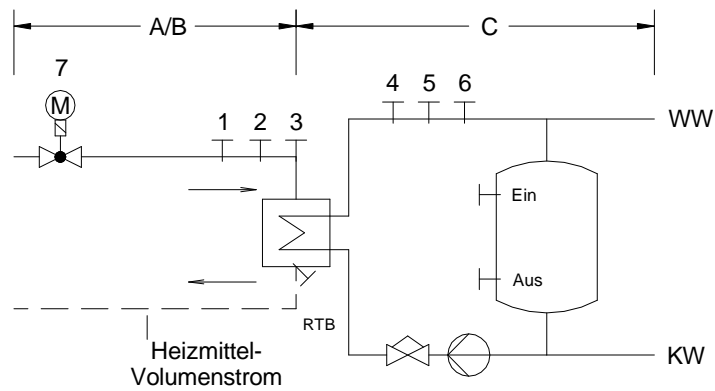 A/B
C
7
M
1
2
3
4
5
6
WW
Ein
Aus
RTB
KW
Heizmittel-
Volumenstrom